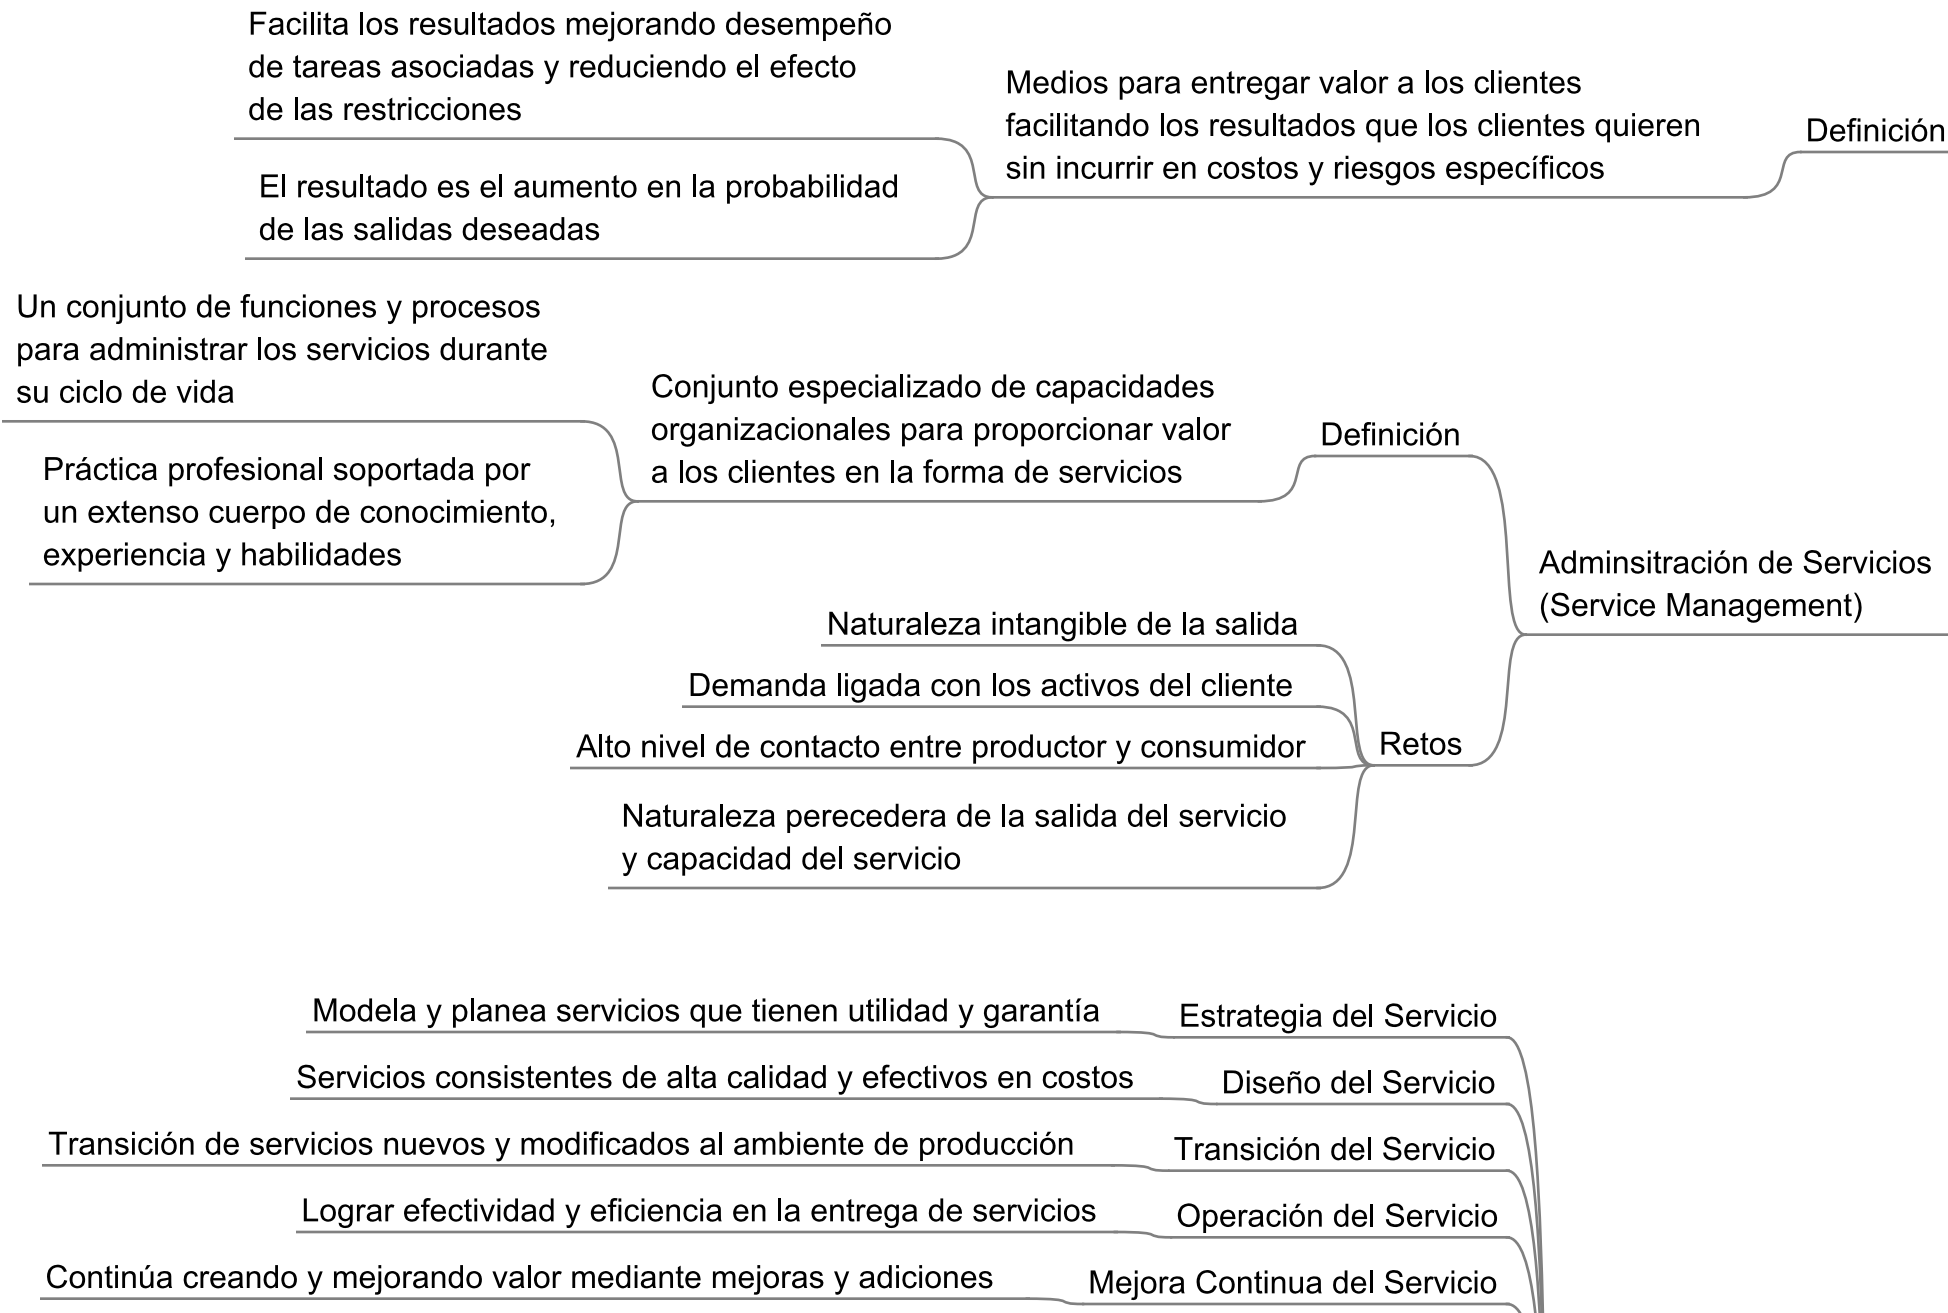 Facilita los resultados mejorando desempeño
de tareas asociadas y reduciendo el efecto
de las restricciones
El resultado es el aumento en la probabilidad
de las salidas deseadas
Medios para entregar valor a los clientes
facilitando los resultados que los clientes quieren
sin incurrir en costos y riesgos específicos
Definición
Un conjunto de funciones y procesos
para administrar los servicios durante
su ciclo de vida
Práctica profesional soportada por
un extenso cuerpo de conocimiento,
experiencia y habilidades
Conjunto especializado de capacidades
organizacionales para proporcionar valor
a los clientes en la forma de servicios
Definición
Adminsitración de Servicios
(Service Management)
Naturaleza intangible de la salida
Demanda ligada con los activos del cliente
Alto nivel de contacto entre productor y consumidor
Naturaleza perecedera de la salida del servicio
y capacidad del servicio
Retos
Modela y planea servicios que tienen utilidad y garantía
Estrategia del Servicio
Servicios consistentes de alta calidad y efectivos en costos
Diseño del Servicio
Transición de servicios nuevos y modificados al ambiente de producción
Transición del Servicio
Lograr efectividad y eficiencia en la entrega de servicios
Operación del Servicio
Continúa creando y mejorando valor mediante mejoras y adiciones
Mejora Continua del Servicio